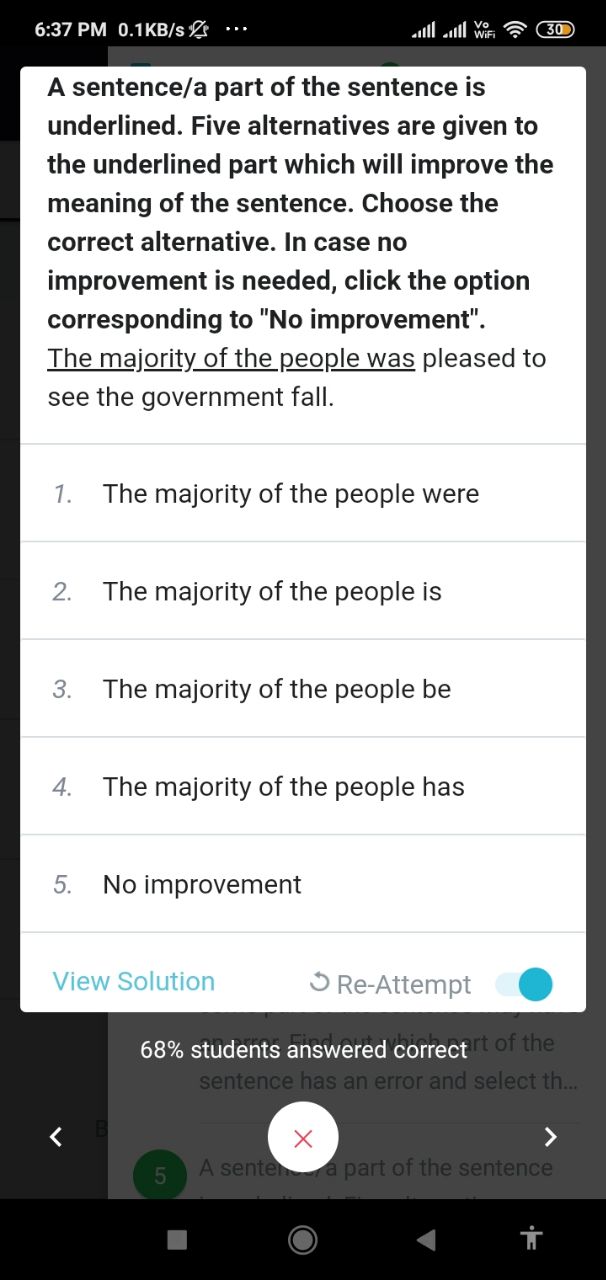 6:37 PM 0.1KB/s ... Vo WiFi 30
A sentence/a part of the sentence is
underlined. Five alternatives are given to
the underlined part which will improve the
meaning of the sentence. Choose the
correct alternative. In case no
improvement is needed, click the option
corresponding to "No improvement".
The majority of the people was pleased to
see the government fall.
1. The majority of the people were
2. The majority of the people is
3. The majority of the people be
4. The majority of the people has
5. No improvement
View Solution Re-Attempt
68% students answered correct
an error. Find out which part of the
sentence has an error and select th...
B
5 A sentence/a part of the sentence